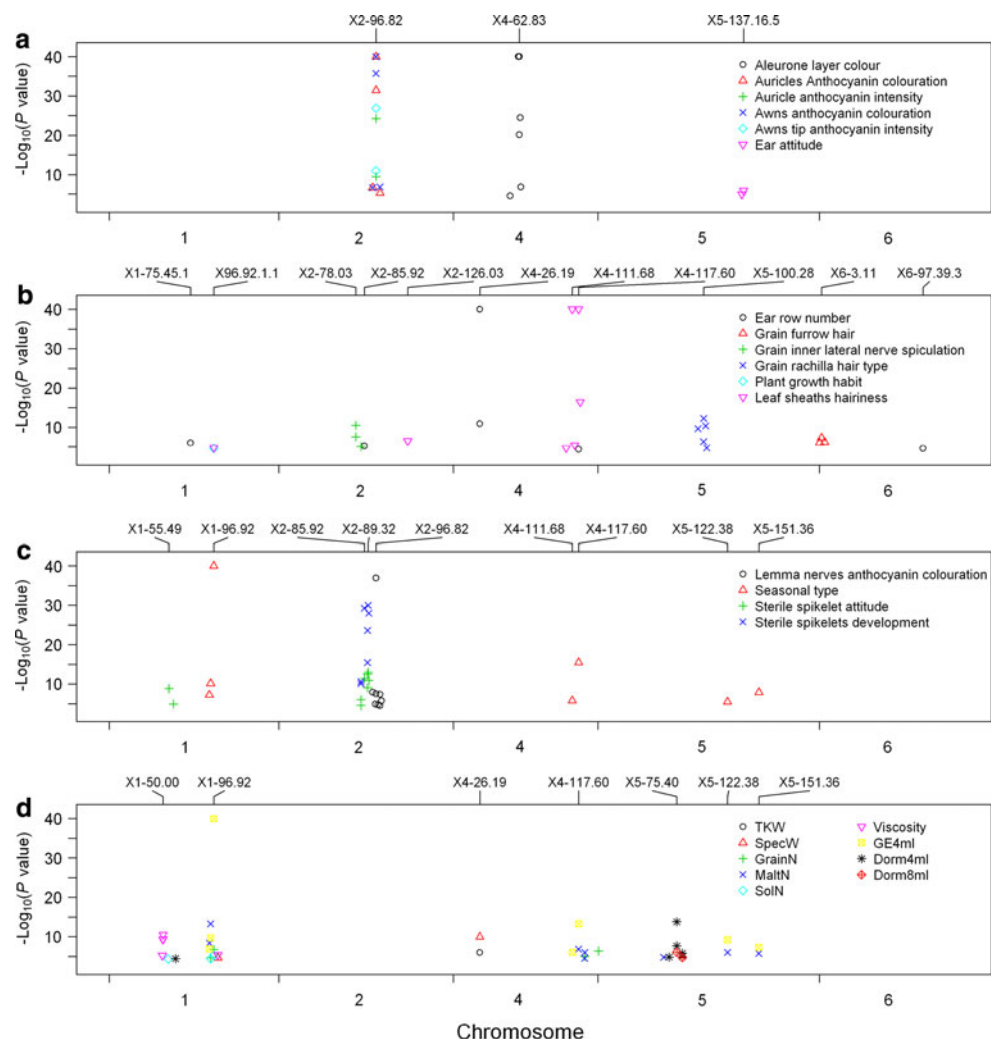 a
X2-96.82 X4-62.83 X5-137.16.5
40
30
20
10
-Log10(P value)
Aleurone layer colour
Auricles Anthocyanin colouration
Auricle anthocyanin intensity
Awns anthocyanin colouration
Awns tip anthocyanin intensity
Ear attitude
1 2 4 5 6
b
X1-75.45.1 X96.92.1.1 X2-78.03 X2-85.92 X2-126.03 X4-26.19 X4-111.68 X4-117.60 X5-100.28 X6-3.11 X6-97.39.3
40
30
20
10
-Log10(P value)
Ear row number
Grain furrow hair
Grain inner lateral nerve spiculation
Grain rachilla hair type
Plant growth habit
Leaf sheaths hairiness
1 2 4 5 6
c
X1-55.49 X1-96.92 X2-85.92 X2-89.32 X2-96.82 X4-111.68 X4-117.60 X5-122.38 X5-151.36
40
30
20
10
-Log10(P value)
Lemma nerves anthocyanin colouration
Seasonal type
Sterile spikelet attitude
Sterile spikelets development
1 2 4 5 6
d
X1-50.00 X1-96.92 X4-26.19 X4-117.60 X5-75.40 X5-122.38 X5-151.36
40
30
20
10
-Log10(P value)
TKW
SpecW
GrainN
MaltN
SolN
Viscosity
GE4ml
Dorm4ml
Dorm8ml
1 2 4 5 6
Chromosome